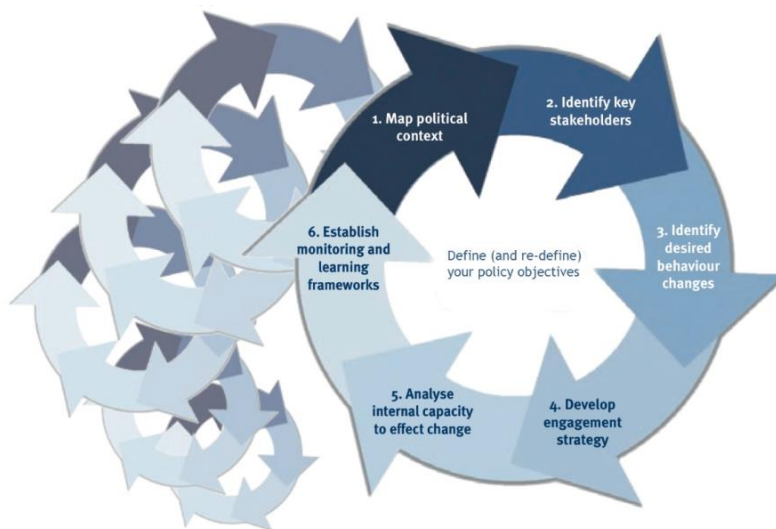 1. Map political
context
2. Identify key
stakeholders
3. Identify
desired
behaviour
changes
4. Develop
engagement
strategy
5. Analyse
internal capacity
to effect change
6. Establish
monitoring and
learning
frameworks
Define (and re-define)
your policy objectives